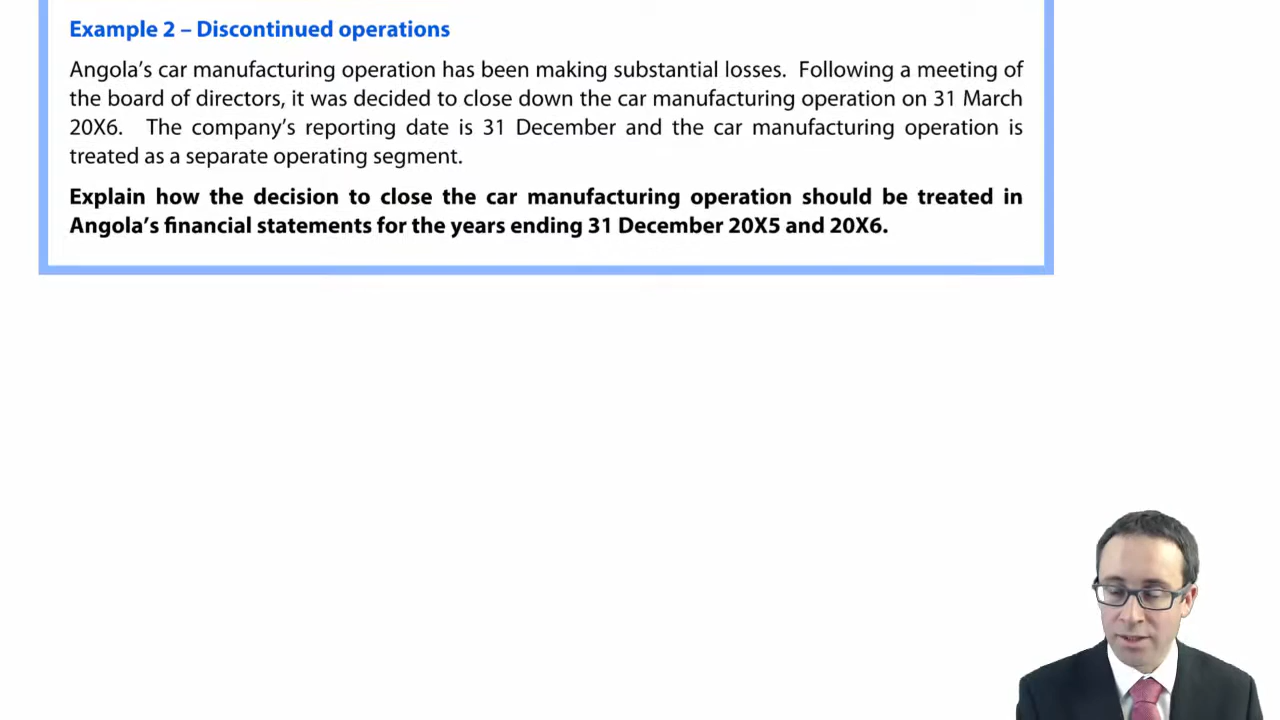 Example 2 – Discontinued operations
Angola’s car manufacturing operation has been making substantial losses. Following a meeting of
the board of directors, it was decided to close down the car manufacturing operation on 31 March
20X6. The company’s reporting date is 31 December and the car manufacturing operation is
treated as a separate operating segment.
Explain how the decision to close the car manufacturing operation should be treated in
Angola’s financial statements for the years ending 31 December 20X5 and 20X6.